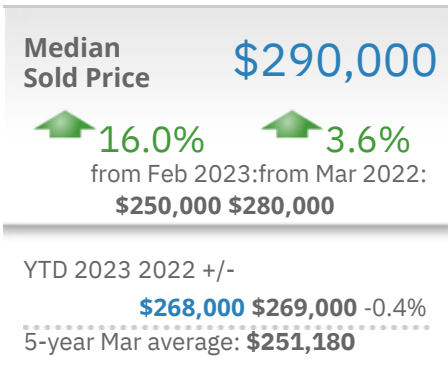 Median
Sold Price
$290,000
16.0% 3.6%
from Feb 2023:from Mar 2022:
$250,000 $280,000
YTD 2023 2022 +/-
$268,000 $269,000 -0.4%
5-year Mar average: $251,180